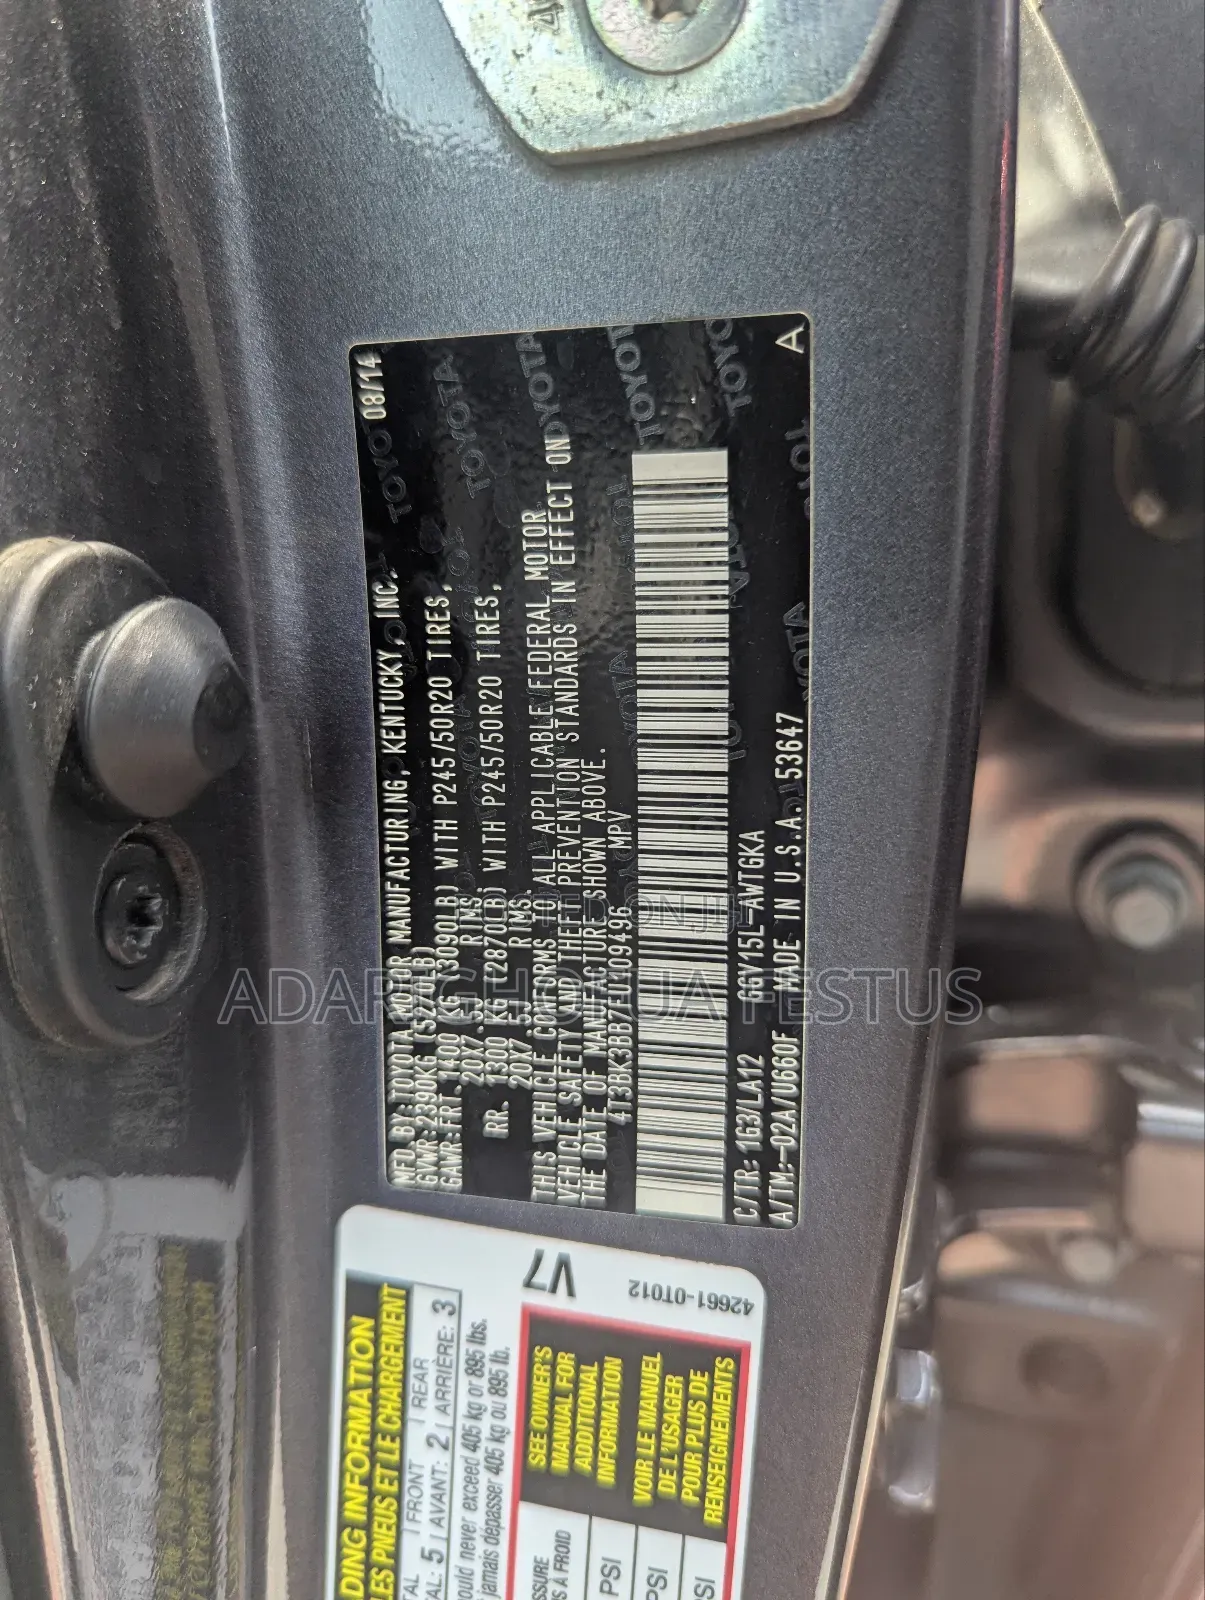 MFD. BY: TOYOTA MOTOR MANUFACTURING, KENTUCKY, INC. 08/14
GVWR: 2390KG (5270LB)
GAWR: FRT. 1400 KG (3090LB) WITH P245/50R20 TIRES,
20X7.5J RIMS.
RR. 1300 KG (2870LB) WITH P245/50R20 TIRES,
20X7.5J RIMS.
THIS VEHICLE CONFORMS TO ALL APPLICABLE FEDERAL MOTOR
VEHICLE SAFETY AND THEFT PREVENTION STANDARDS IN EFFECT ON
THE DATE OF MANUFACTURE SHOWN ABOVE.
MPV
C/TR: 1G3/LA12 GGV15L-AWTGKA
A/TM:-02A/U660F MADE IN U.S.A. 53647
A
TOYOTA
ADARIGHOFUA FESTUS
V7
42661-0T012
DING INFORMATION
LES PNEUS ET LE CHARGEMENT
FRONT REAR
5 AVANT: 2 ARRIÈRE: 3
never exceed 405 kg or 895 lbs.
jamais dépasser 405 kg ou 895 lb.
SEE OWNER'S
MANUAL FOR
ADDITIONAL
INFORMATION
VOIR LE MANUEL
DE L'USAGER
POUR PLUS DE
RENSEIGNEMENTS
À FROID
PSI
PSI
PSI